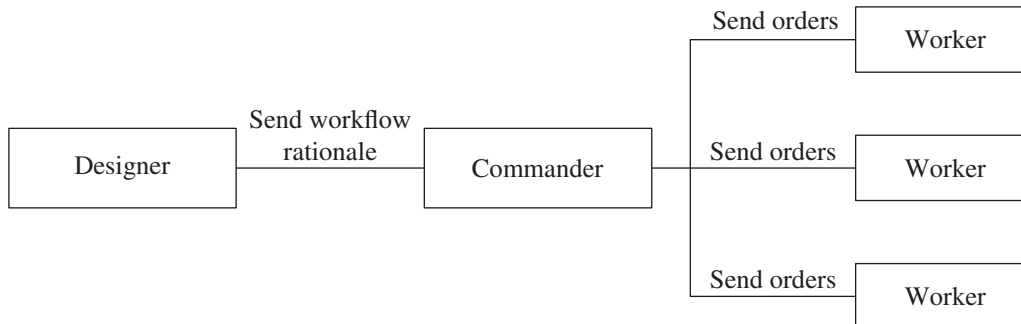 Send orders
Worker
Send workflow
rationale
Designer
Commander
Send orders
Worker
Send orders
Worker